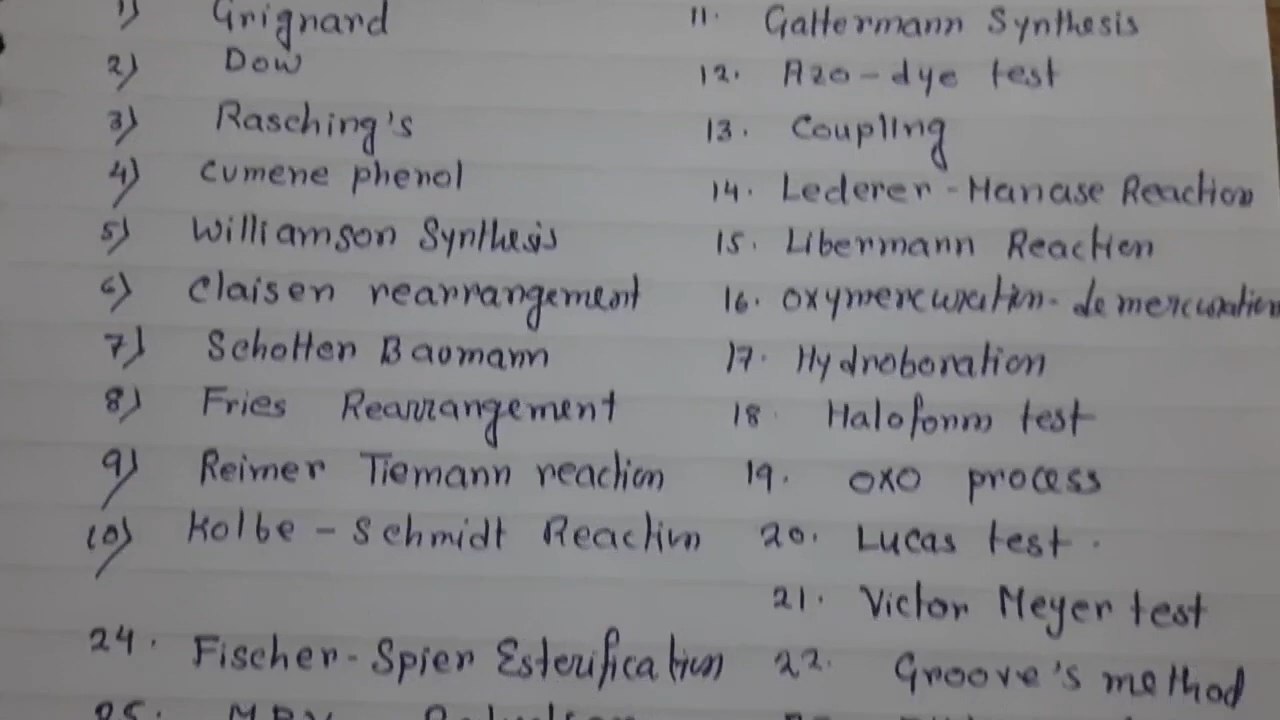 1) Grignard
2) Dow
3) Rasching's
4) Cumene phenol
5) Williamson Synthesis
6) Claisen rearrangement
7) Schotten Baumann
8) Fries Rearrangement
9) Reimer Tiemann reaction
10) Kolbe - Schmidt Reaction
24. Fischer-Spier Esterification
25.
11. Gattermann Synthesis
12. Azo-dye test
13. Coupling
14. Lederer-Manase Reaction
15. Libermann Reaction
16. oxymercuration-demercuration
17. Hydroboration
18. Haloform test
19. oxo process
20. Lucas test.
21. Victor Meyer test
22. Groove's method